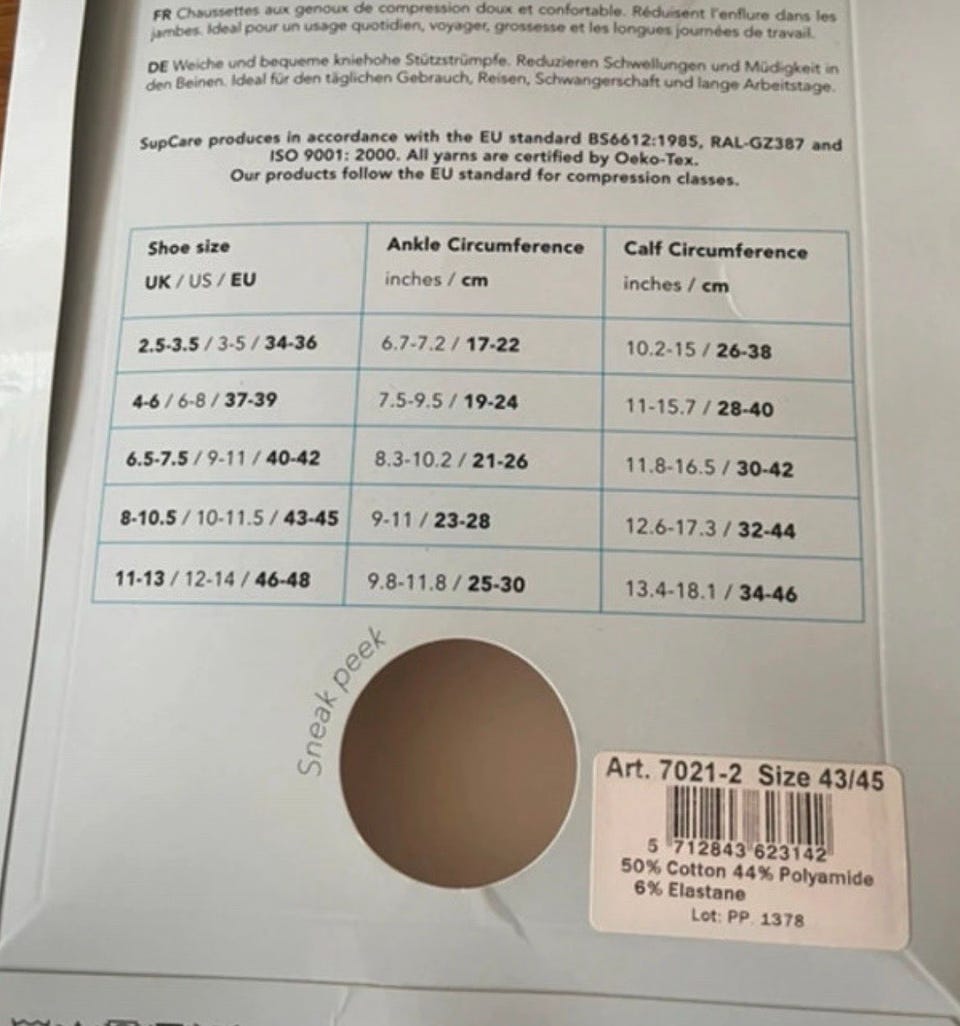 FR Chaussettes aux genoux de compression doux et confortable. Réduisent l'enflure dans les
jambes. Ideal pour un usage quotidien, voyager, grossesse et les longues journées de travail.
DE Weiche und bequeme kniehohe Stützstrümpfe. Reduzieren Schwellungen und Müdigkeit in
den Beinen. Ideal für den täglichen Gebrauch, Reisen, Schwangerschaft und lange Arbeitstage.
SupCare produces in accordance with the EU standard BS6612:1985, RAL-GZ387 and
ISO 9001: 2000. All yarns are certified by Oeko-Tex.
Our products follow the EU standard for compression classes.
Shoe size Ankle Circumference Calf Circumference
UK / US / EU inches / cm inches / cm
2.5-3.5 / 3-5 / 34-36 6.7-7.2 / 17-22 10.2-15 / 26-38
4-6 / 6-8 / 37-39 7.5-9.5 / 19-24 11-15.7 / 28-40
6.5-7.5 / 9-11 / 40-42 8.3-10.2 / 21-26 11.8-16.5 / 30-42
8-10.5 / 10-11.5 / 43-45 9-11 / 23-28 12.6-17.3 / 32-44
11-13 / 12-14 / 46-48 9.8-11.8 / 25-30 13.4-18.1 / 34-46
Sneak peek
Art. 7021-2 Size 43/45
5 712843 623142
50% Cotton 44% Polyamide
6% Elastane
Lot: PP. 1378